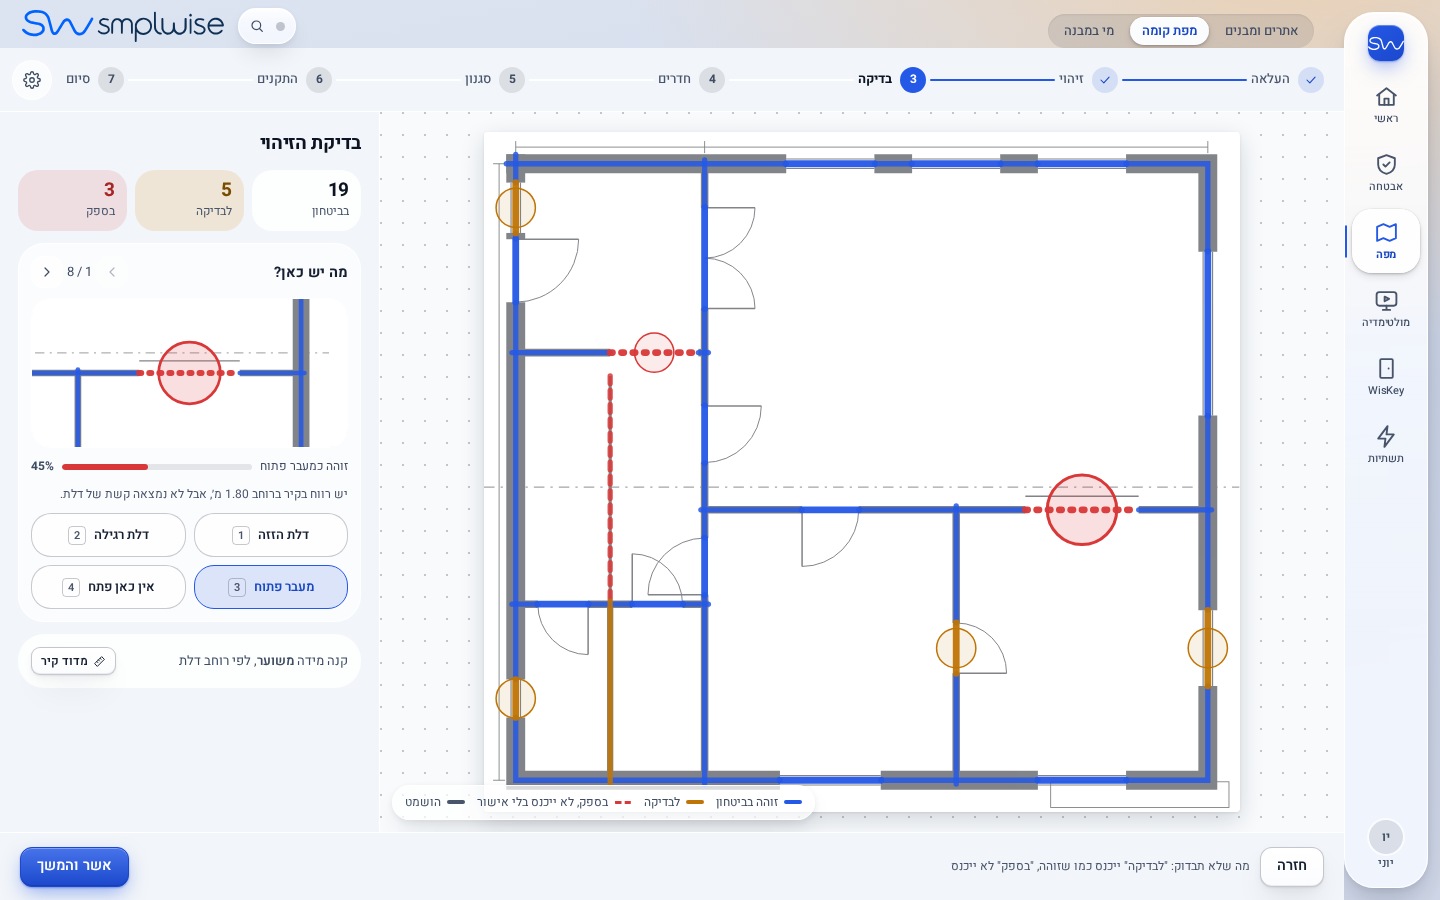 smplwise
אתרים ומבנים
מפת קומה
מי במבנה
העלאה
זיהוי
3 בדיקה
4 חדרים
5 סגנון
6 התקנים
7 סיום
SW
ראשי
אבטחה
מפה
מולטימדיה
WisKey
תשתיות
יו
יוני
בדיקת הזיהוי
19
בביטחון
5
לבדיקה
3
בספק
מה יש כאן?
8 / 1
זוהה כמעבר פתוח
45%
יש רווח בקיר ברוחב 1.80 מ', אבל לא נמצאה קשת של דלת.
דלת הזזה 1
דלת רגילה 2
מעבר פתוח 3
אין כאן פתח 4
קנה מידה משוער, לפי רוחב דלת
מדוד קיר
זוהה בביטחון
לבדיקה
בספק, לא ייכנס בלי אישור
הושמט
חזרה
מה שלא תבדוק: "לבדיקה" ייכנס כמו שזוהה, "בספק" לא ייכנס
אשר והמשך